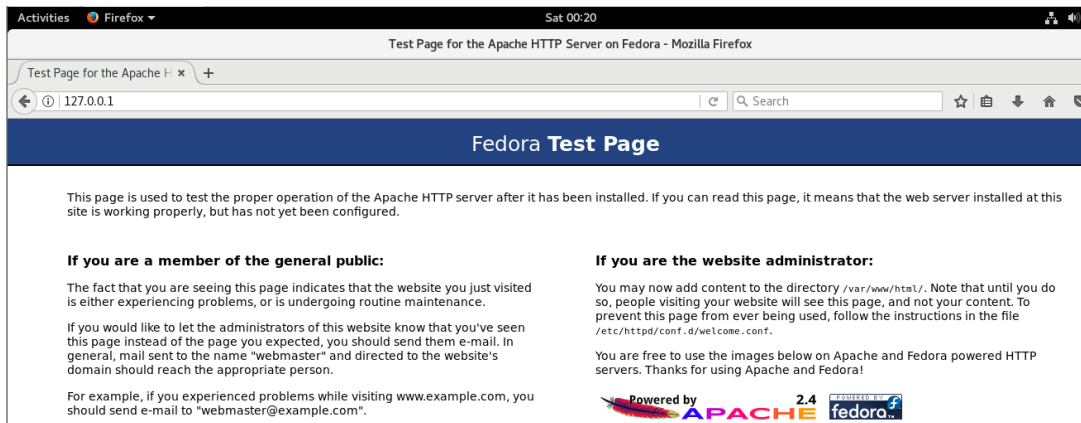 Activities Firefox Sat 00:20
Test Page for the Apache HTTP Server on Fedora - Mozilla Firefox
Test Page for the Apache H × +
127.0.0.1 Search
Fedora Test Page
This page is used to test the proper operation of the Apache HTTP server after it has been installed. If you can read this page, it means that the web server installed at this
site is working properly, but has not yet been configured.
If you are a member of the general public:
The fact that you are seeing this page indicates that the website you just visited
is either experiencing problems, or is undergoing routine maintenance.
If you would like to let the administrators of this website know that you've seen
this page instead of the page you expected, you should send them e-mail. In
general, mail sent to the name "webmaster" and directed to the website's
domain should reach the appropriate person.
For example, if you experienced problems while visiting www.example.com, you
should send e-mail to "webmaster@example.com".
If you are the website administrator:
You may now add content to the directory /var/www/html/. Note that until you do
so, people visiting your website will see this page, and not your content. To
prevent this page from ever being used, follow the instructions in the file
/etc/httpd/conf.d/welcome.conf.
You are free to use the images below on Apache and Fedora powered HTTP
servers. Thanks for using Apache and Fedora!
Powered by 2.4
APACHE
POWERED BY
fedora